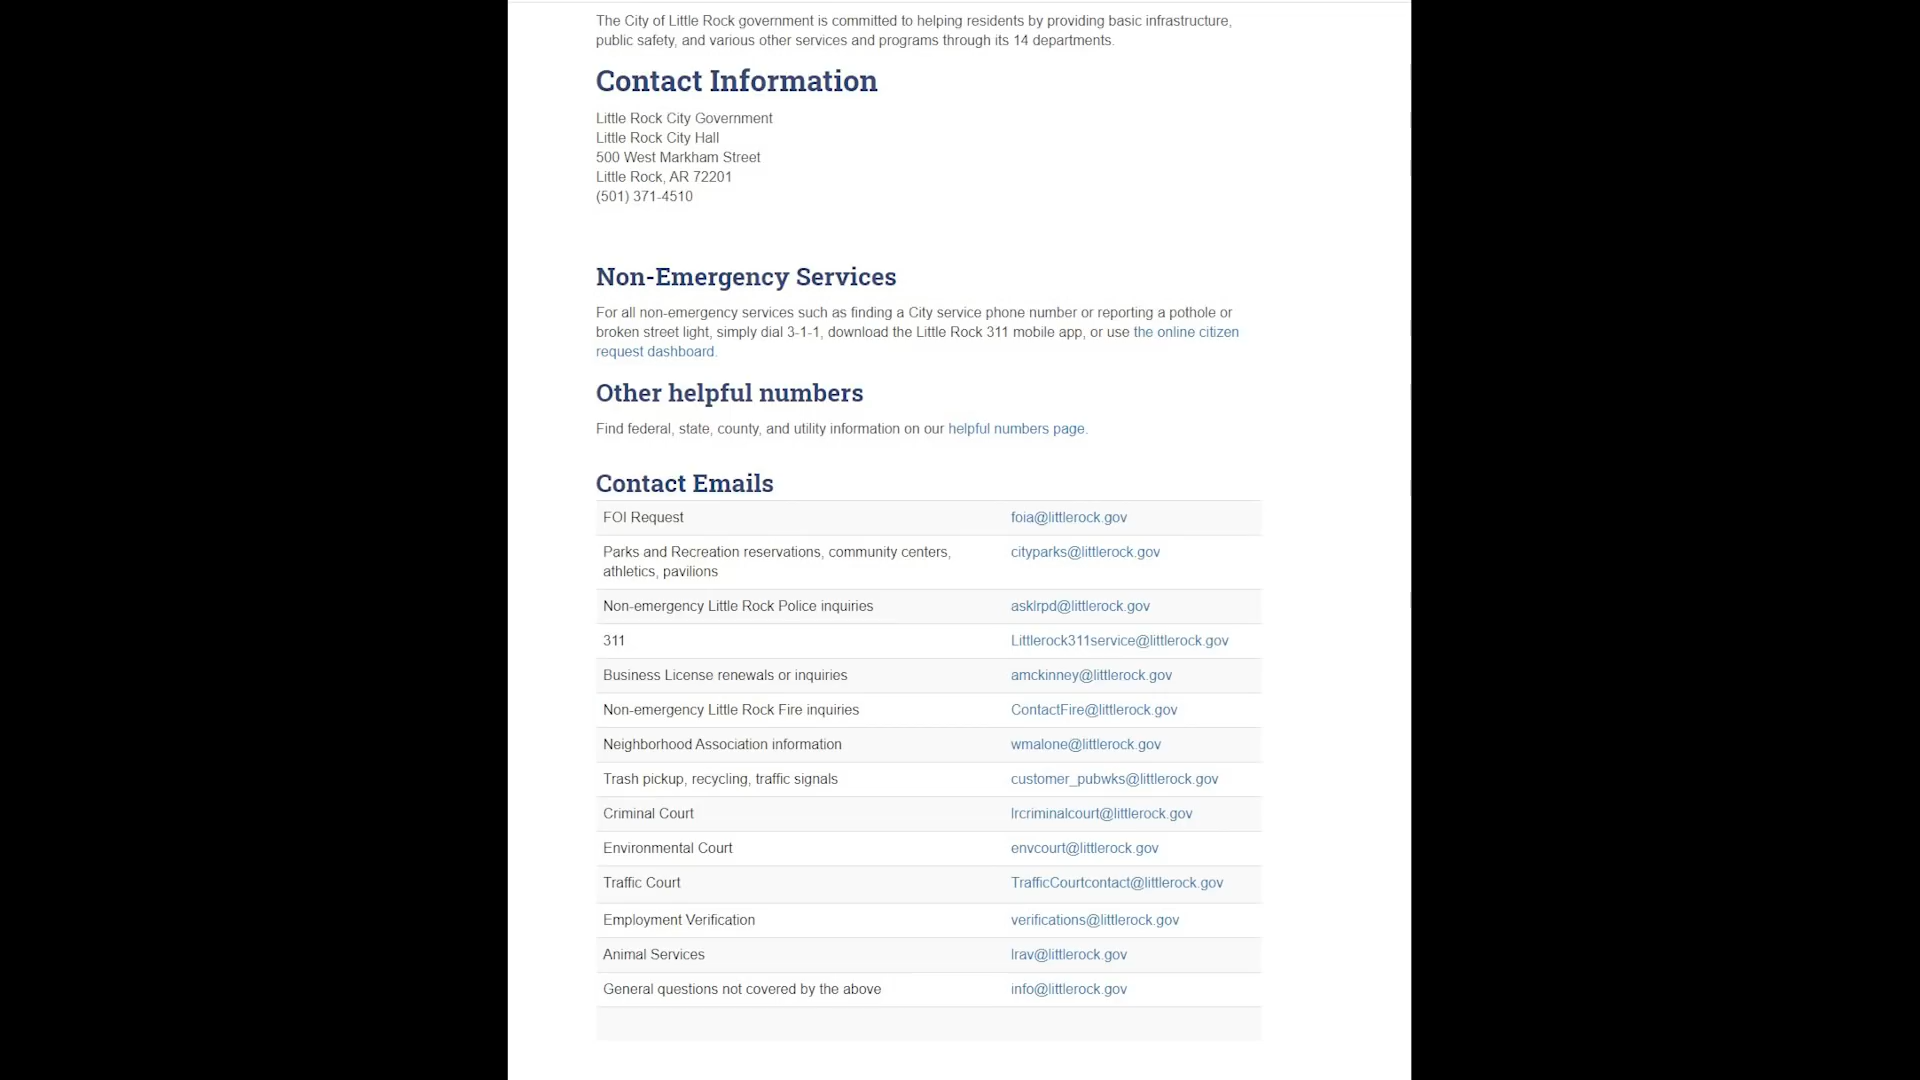 The City of Little Rock government is committed to helping residents by providing basic infrastructure,
public safety, and various other services and programs through its 14 departments.
Contact Information
Little Rock City Government
Little Rock City Hall
500 West Markham Street
Little Rock, AR 72201
(501) 371-4510
Non-Emergency Services
For all non-emergency services such as finding a City service phone number or reporting a pothole or
broken street light, simply dial 3-1-1, download the Little Rock 311 mobile app, or use the online citizen
request dashboard.
Other helpful numbers
Find federal, state, county, and utility information on our helpful numbers page.
Contact Emails
FOI Request foia@littlerock.gov
Parks and Recreation reservations, community centers, cityparks@littlerock.gov
athletics, pavilions
Non-emergency Little Rock Police inquiries asklrpd@littlerock.gov
311 Littlerock311service@littlerock.gov
Business License renewals or inquiries amckinney@littlerock.gov
Non-emergency Little Rock Fire inquiries ContactFire@littlerock.gov
Neighborhood Association information wmalone@littlerock.gov
Trash pickup, recycling, traffic signals customer_pubwks@littlerock.gov
Criminal Court lrcriminalcourt@littlerock.gov
Environmental Court envcourt@littlerock.gov
Traffic Court TrafficCourtcontact@littlerock.gov
Employment Verification verifications@littlerock.gov
Animal Services lrav@littlerock.gov
General questions not covered by the above info@littlerock.gov